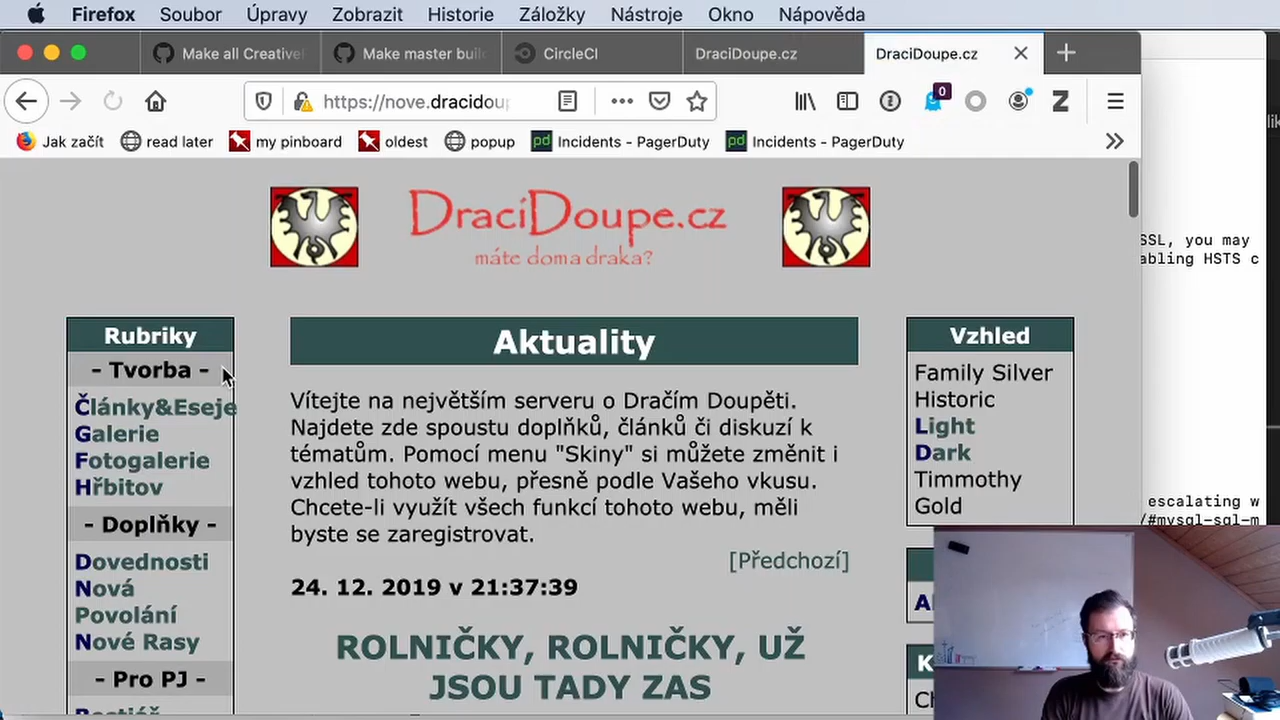 Firefox Soubor Úpravy Zobrazit Historie Záložky Nástroje Okno Nápověda
Make all Creative
Make master buil
CircleCI
DraciDoupe.cz
DraciDoupe.cz
https://nove.dracidou
0
Z
Jak začít
read later
my pinboard
oldest
popup
Incidents - PagerDuty
Incidents - PagerDuty
DraciDoupe.cz
máte doma draka?
Rubriky
- Tvorba -
Články&Eseje
Galerie
Fotogalerie
Hřbitov
- Doplňky -
Dovednosti
Nová
Povolání
Nové Rasy
- Pro PJ -
Aktuality
Vítejte na největším serveru o Dračím Doupěti.
Najdete zde spoustu doplňků, článků či diskuzí k
tématům. Pomocí menu "Skiny" si můžete změnit i
vzhled tohoto webu, přesně podle Vašeho vkusu.
Chcete-li využít všech funkcí tohoto webu, měli
byste se zaregistrovat.
[Předchozí]
24. 12. 2019 v 21:37:39
ROLNIČKY, ROLNIČKY, UŽ
JSOU TADY ZAS
Vzhled
Family Silver
Historic
Light
Dark
Timmothy
Gold
SSL, you may
abling HSTS c
escalating w
/#mysql-sql-m